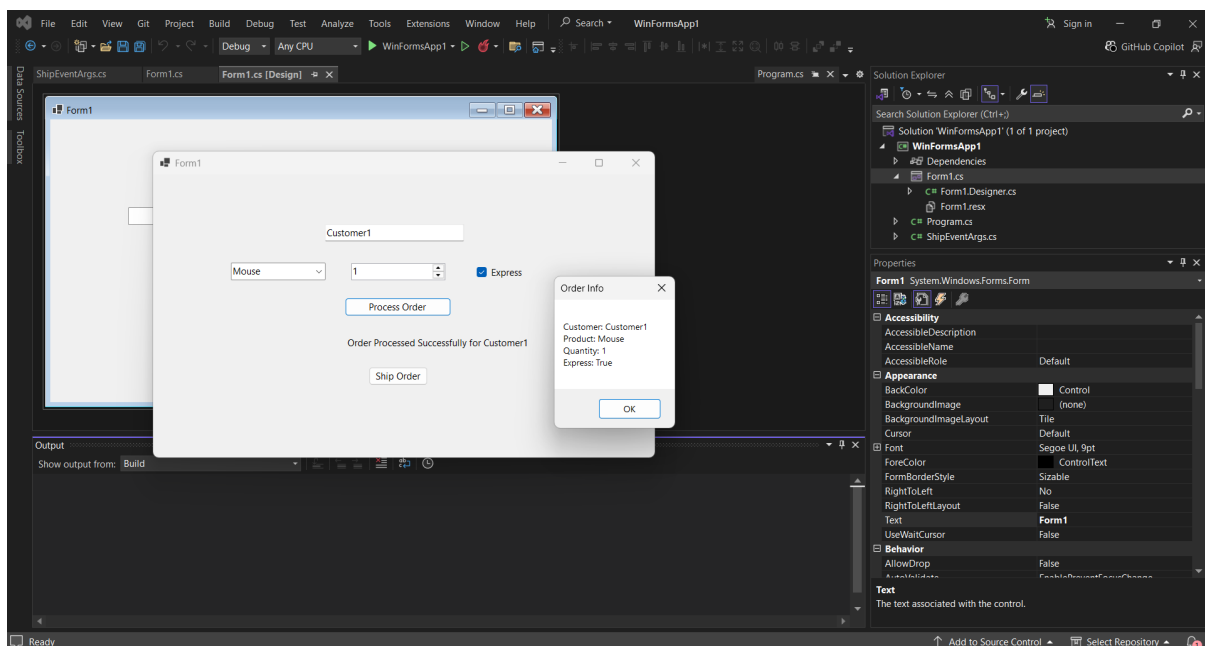 File Edit View Git Project Build Debug Test Analyze Tools Extensions Window Help Search WinFormsApp1 Sign in
Debug Any CPU WinFormsApp1 GitHub Copilot
Data Sources
Toolbox
ShipEventArgs.cs Form1.cs Form1.cs [Design] Program.cs
Form1
Form1
Customer1
Mouse 1 Express
Process Order
Order Processed Successfully for Customer1
Ship Order
Order Info
Customer: Customer1
Product: Mouse
Quantity: 1
Express: True
OK
Output
Show output from: Build
Solution Explorer
Search Solution Explorer (Ctrl+;)
Solution 'WinFormsApp1' (1 of 1 project)
C# WinFormsApp1
Dependencies
Form1.cs
C# Form1.Designer.cs
Form1.resx
C# Program.cs
C# ShipEventArgs.cs
Properties
Form1 System.Windows.Forms.Form
Accessibility
AccessibleDescription
AccessibleName
AccessibleRole Default
Appearance
BackColor Control
BackgroundImage (none)
BackgroundImageLayout Tile
Cursor Default
Font Segoe UI, 9pt
ForeColor ControlText
FormBorderStyle Sizable
RightToLeft No
RightToLeftLayout False
Text Form1
UseWaitCursor False
Behavior
AllowDrop False
AutoValidate EnablePreventFocusChange
Text
The text associated with the control.
Ready Add to Source Control Select Repository